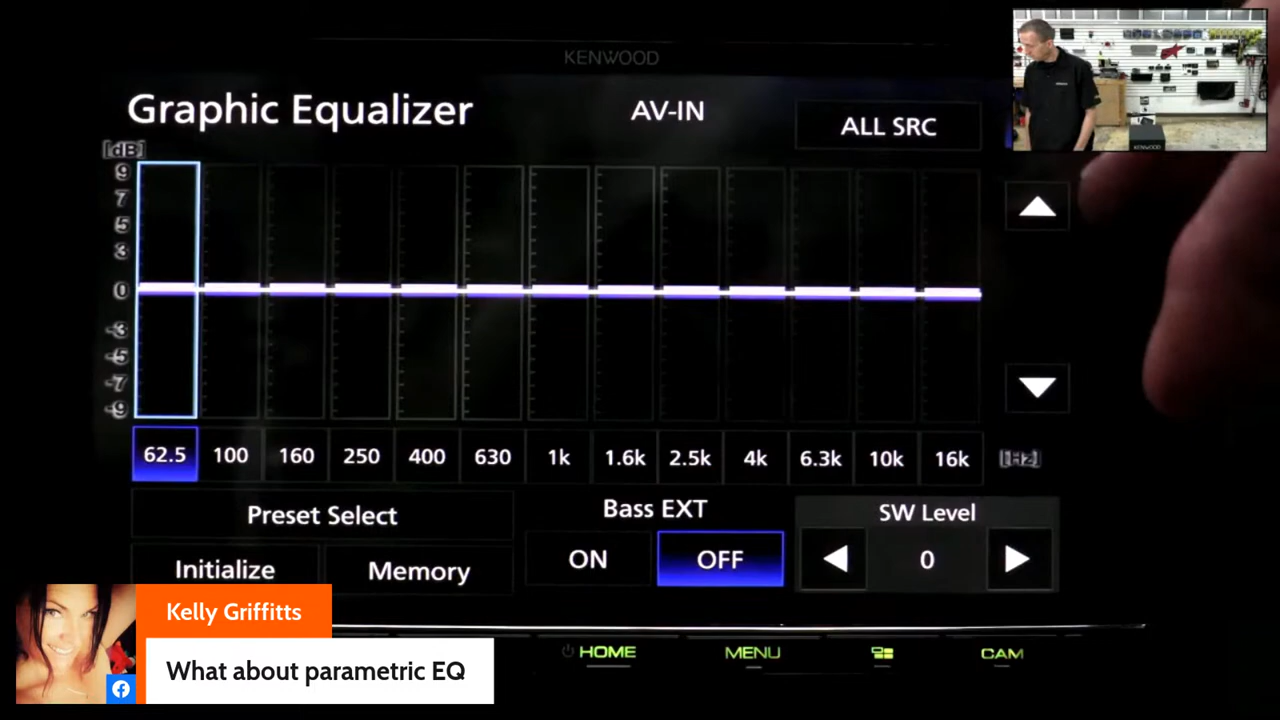 KENWOOD
Graphic Equalizer
AV-IN
ALL SRC
[dB]
9
7
5
3
0
-3
-5
-7
-9
62.5 100 160 250 400 630 1k 1.6k 2.5k 4k 6.3k 10k 16k [Hz]
Preset Select
Bass EXT
SW Level
ON OFF
0
Initialize Memory
HOME MENU CAM
Kelly Griffitts
What about parametric EQ
KENWOOD